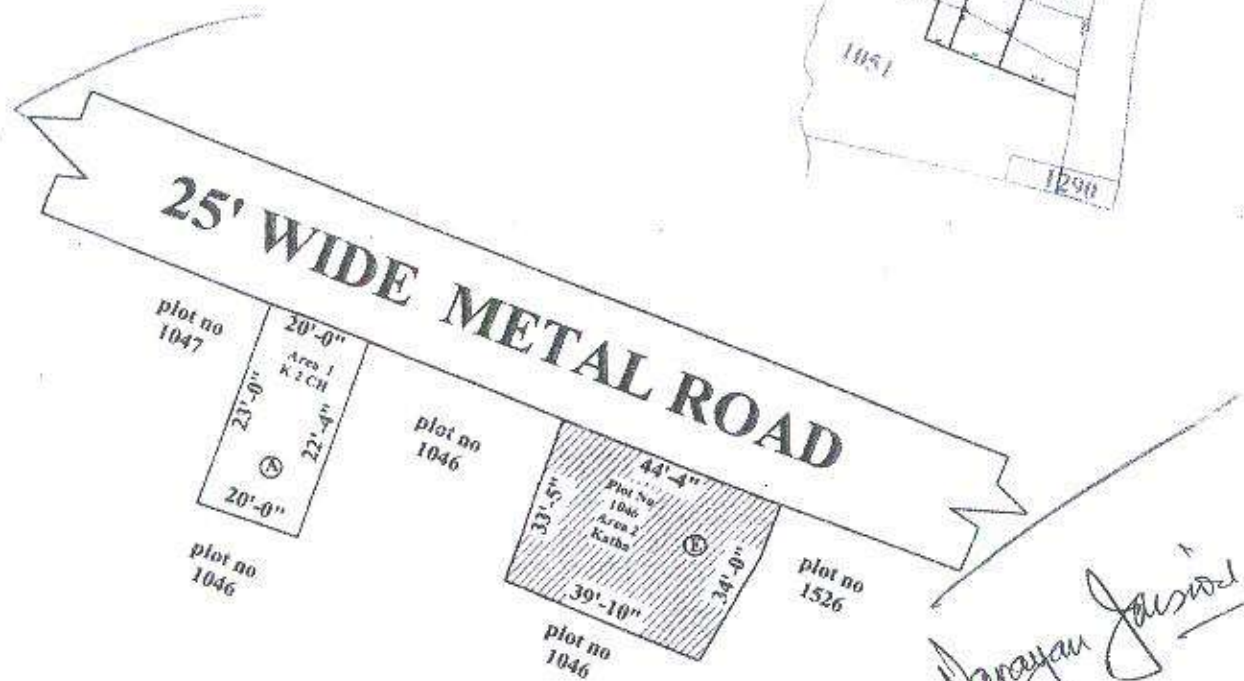 1051
1290
25' WIDE METAL ROAD
plot no
1047
20'-0"
Area 1
K 2 CH
23'-0"
22'-4"
A
20'-0"
plot no
1046
plot no
1046
44'-4"
Plot No
1046
Area 2
Katha
33'-5"
E
34'-0"
39'-10"
plot no
1046
plot no
1526
Narayan